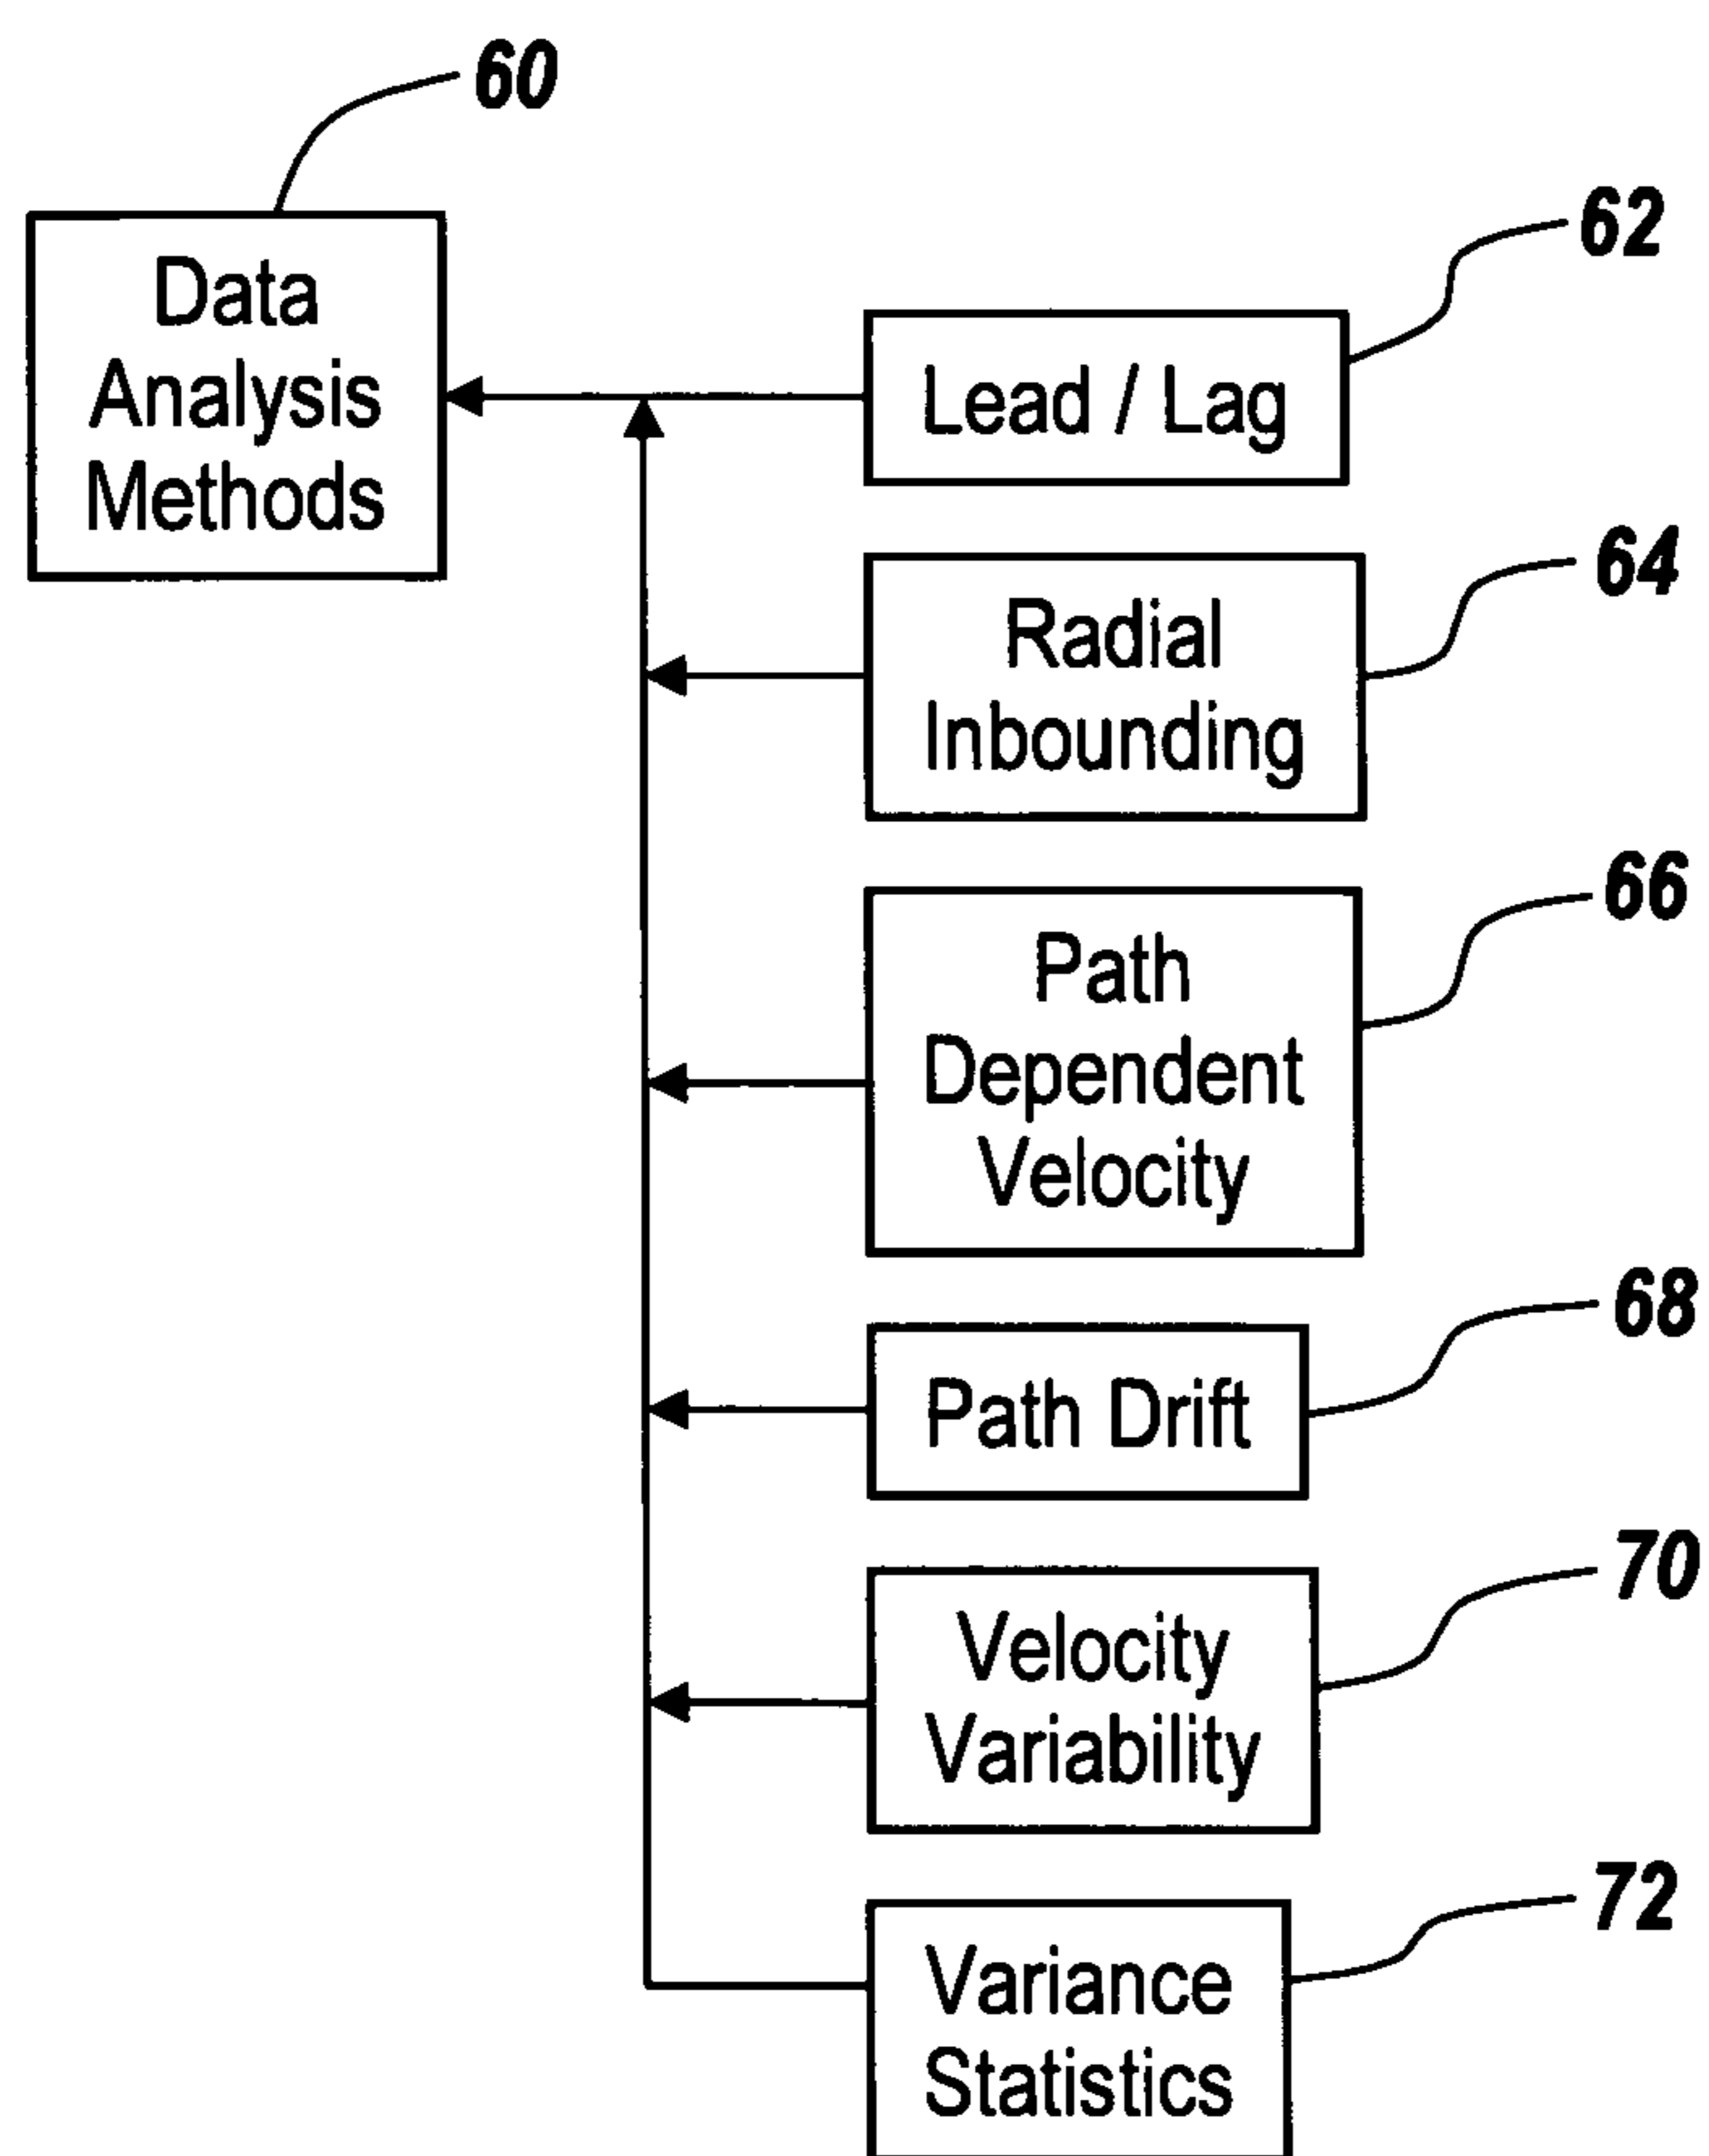 60
Data
Analysis
Methods
62
Lead / Lag
64
Radial
Inbounding
66
Path
Dependent
Velocity
68
Path Drift
70
Velocity
Variability
72
Variance
Statistics